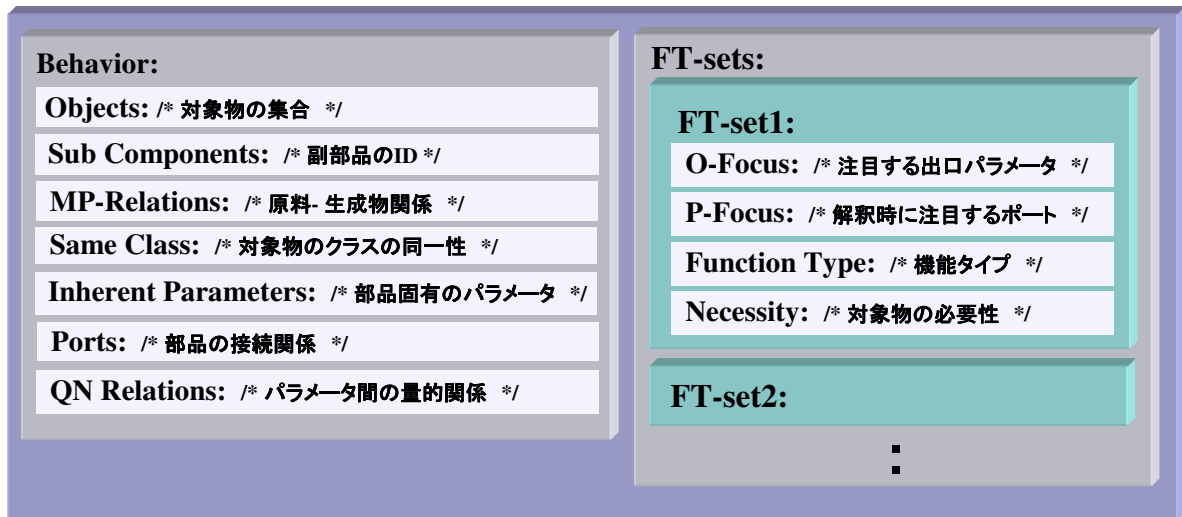 Behavior:
Objects: /* 対象物の集合 */
Sub Components: /* 副部品のID */
MP-Relations: /* 原料- 生成物関係 */
Same Class: /* 対象物のクラスの同一性 */
Inherent Parameters: /* 部品固有のパラメータ */
Ports: /* 部品の接続関係 */
QN Relations: /* パラメータ間の量的関係 */
FT-sets:
FT-set1:
O-Focus: /* 注目する出口パラメータ */
P-Focus: /* 解釈時に注目するポート */
Function Type: /* 機能タイプ */
Necessity: /* 対象物の必要性 */
FT-set2: